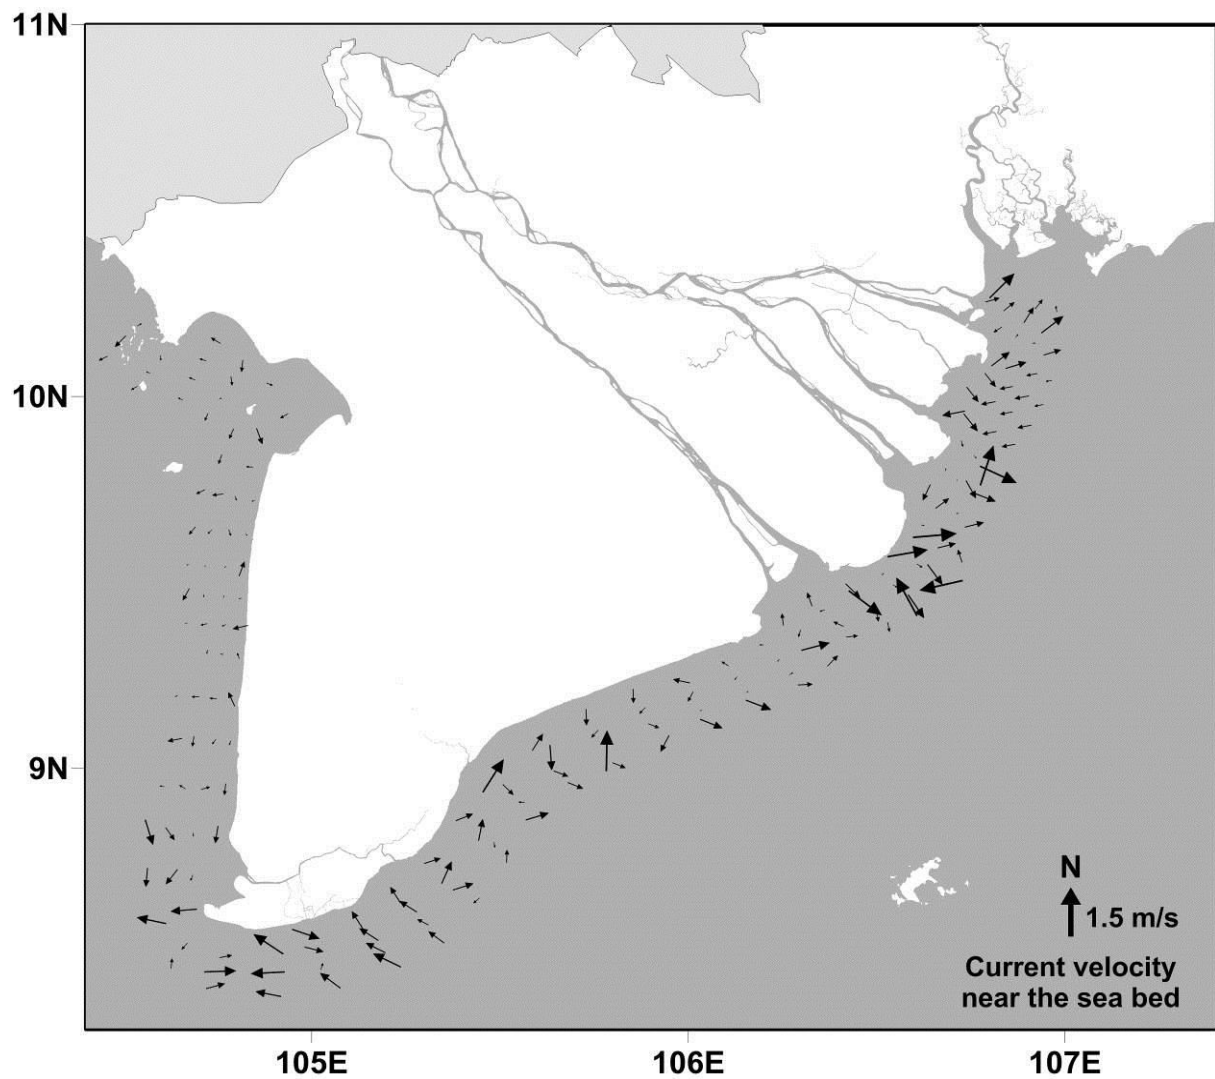 11N
10N
9N
N
1.5 m/s
Current velocity
near the sea bed
105E
106E
107E